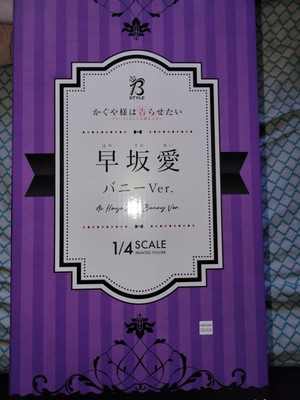 B
STYLE
かぐや様は告らせたい
早坂愛
はや さか あい
バニーVer.
Ai Bunny Ver.
1/4 SCALE
PAINTED FIGURE